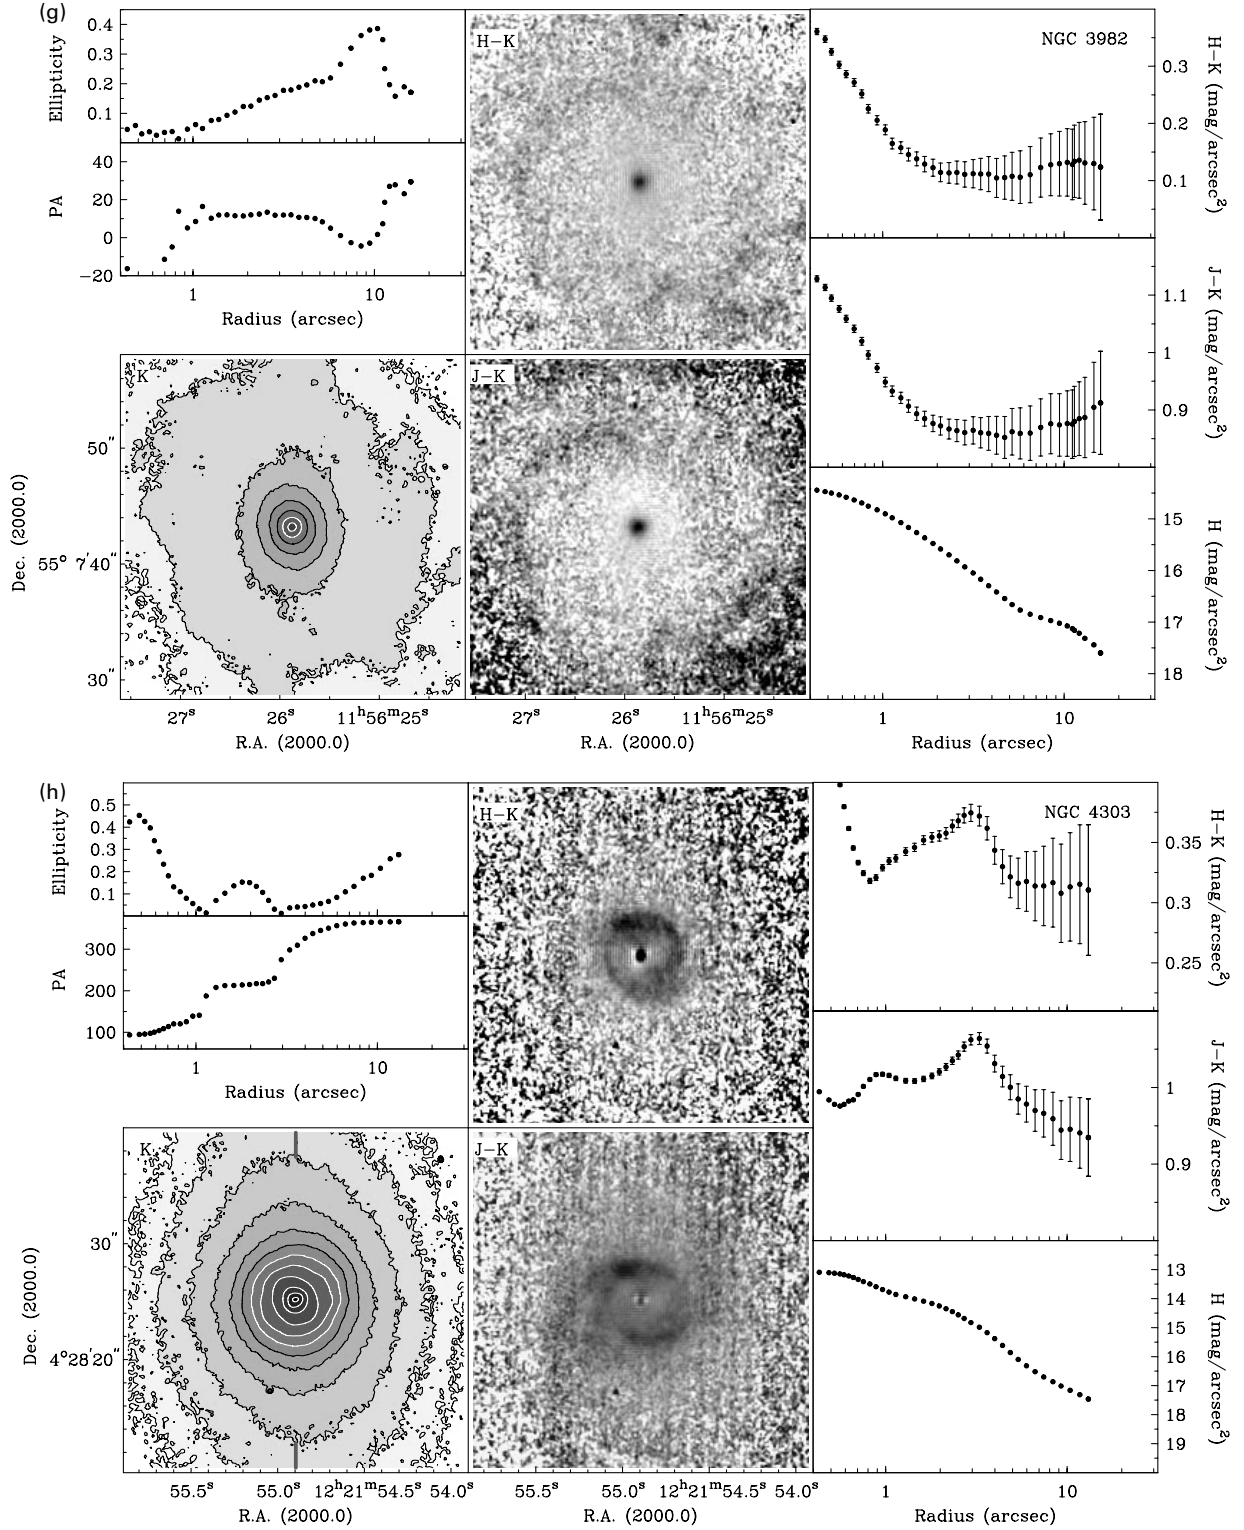 (g)
Ellipticity
0.4
0.3
0.2
0.1
PA
40
20
0
−20
1
10
Radius (arcsec)
H−K
NGC 3982
H−K (mag/arcsec²)
0.3
0.2
0.1
J−K (mag/arcsec²)
1.1
1
0.9
H (mag/arcsec²)
15
16
17
18
1
10
Radius (arcsec)
K
Dec. (2000.0)
50″
55° 7′40″
30″
27ˢ
26ˢ
11ʰ56ᵐ25ˢ
R.A. (2000.0)
J−K
27ˢ
26ˢ
11ʰ56ᵐ25ˢ
R.A. (2000.0)
(h)
Ellipticity
0.5
0.4
0.3
0.2
0.1
PA
300
200
100
1
10
Radius (arcsec)
H−K
NGC 4303
H−K (mag/arcsec²)
0.35
0.3
0.25
J−K (mag/arcsec²)
1
0.9
H (mag/arcsec²)
13
14
15
16
17
18
19
1
10
Radius (arcsec)
K
Dec. (2000.0)
30″
4°28′20″
55.5ˢ
55.0ˢ
12ʰ21ᵐ54.5ˢ
54.0ˢ
R.A. (2000.0)
J−K
55.5ˢ
55.0ˢ
12ʰ21ᵐ54.5ˢ
54.0ˢ
R.A. (2000.0)